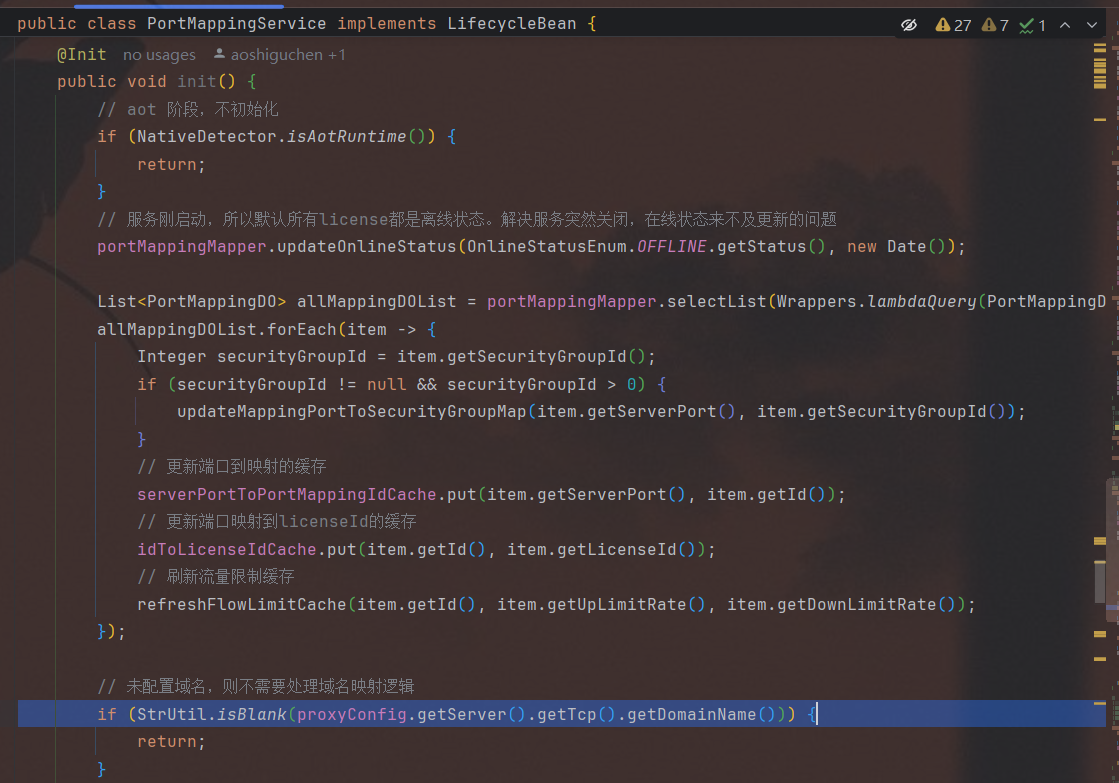 public class PortMappingService implements LifecycleBean {
27 7 1
@Init no usages aoshiguchen +1
public void init() {
// aot 阶段，不初始化
if (NativeDetector.isAotRuntime()) {
return;
}
// 服务刚启动，所以默认所有license都是离线状态。解决服务突然关闭，在线状态来不及更新的问题
portMappingMapper.updateOnlineStatus(OnlineStatusEnum.OFFLINE.getStatus(), new Date());
List<PortMappingDO> allMappingDOList = portMappingMapper.selectList(Wrappers.lambdaQuery(PortMappingD
allMappingDOList.forEach(item -> {
Integer securityGroupId = item.getSecurityGroupId();
if (securityGroupId != null && securityGroupId > 0) {
updateMappingPortToSecurityGroupMap(item.getServerPort(), item.getSecurityGroupId());
}
// 更新端口到映射的缓存
serverPortToPortMappingIdCache.put(item.getServerPort(), item.getId());
// 更新端口映射到licenseId的缓存
idToLicenseIdCache.put(item.getId(), item.getLicenseId());
// 刷新流量限制缓存
refreshFlowLimitCache(item.getId(), item.getUpLimitRate(), item.getDownLimitRate());
});
// 未配置域名，则不需要处理域名映射逻辑
if (StrUtil.isBlank(proxyConfig.getServer().getTcp().getDomainName())) {
return;
}